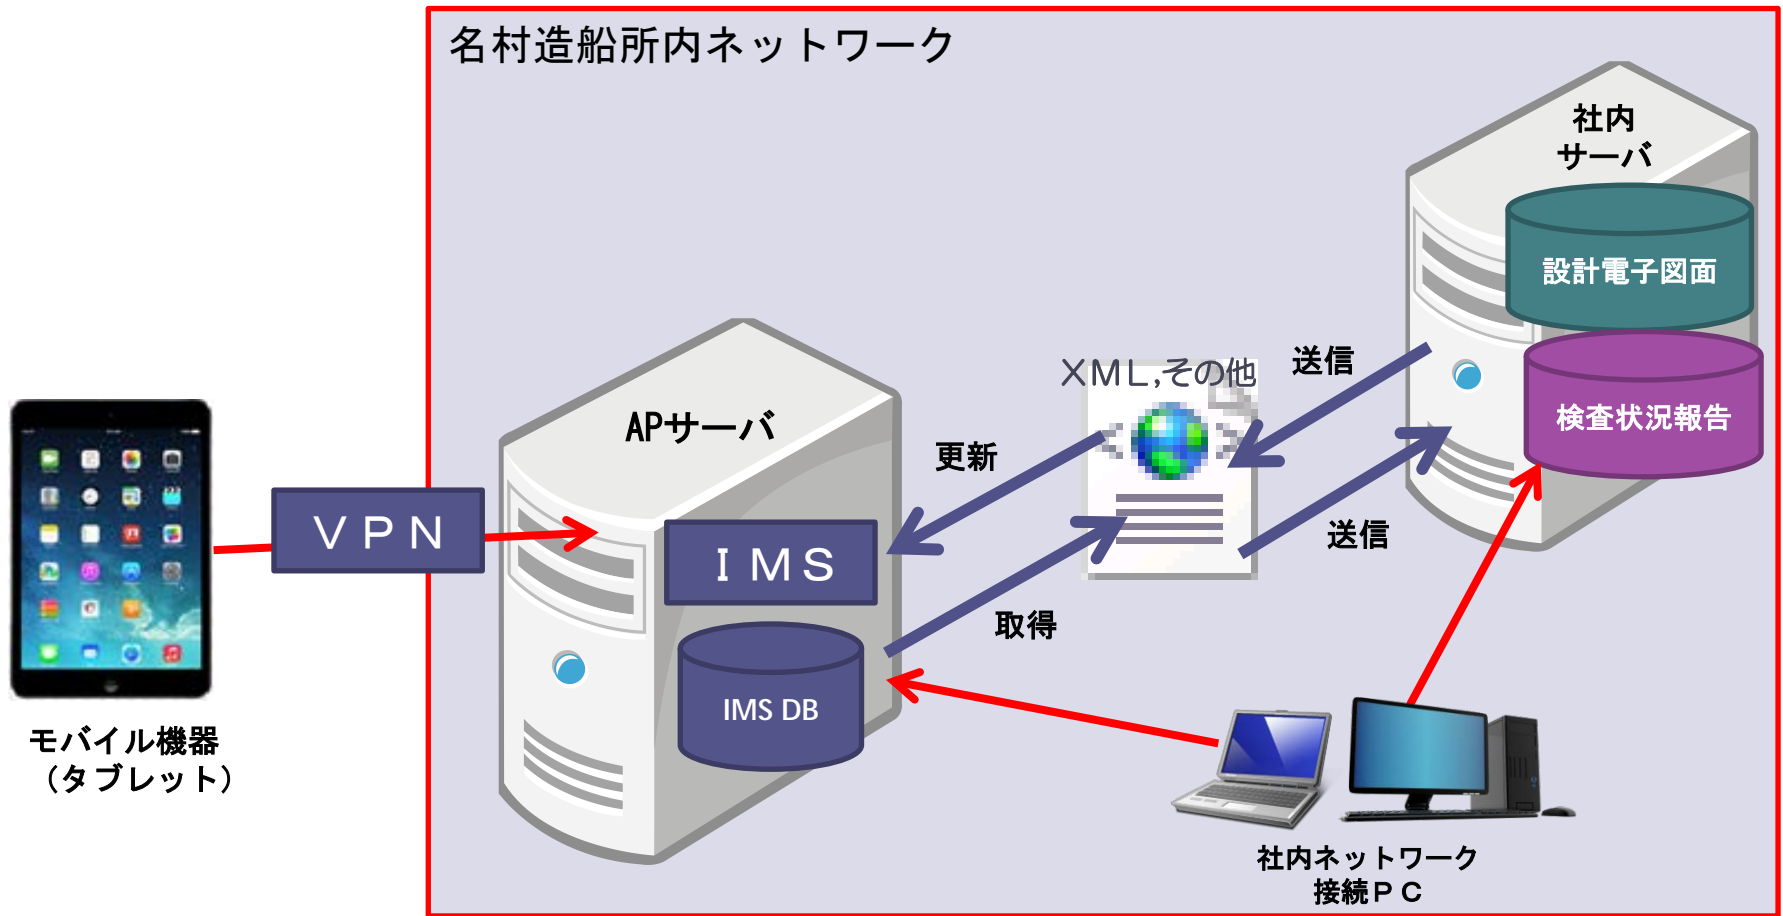 名村造船所内ネットワーク
社内
サーバ
設計電子図面
検査状況報告
XML,その他
送信
APサーバ
更新
VPN
IMS
送信
取得
IMS DB
モバイル機器
（タブレット）
社内ネットワーク
接続PC